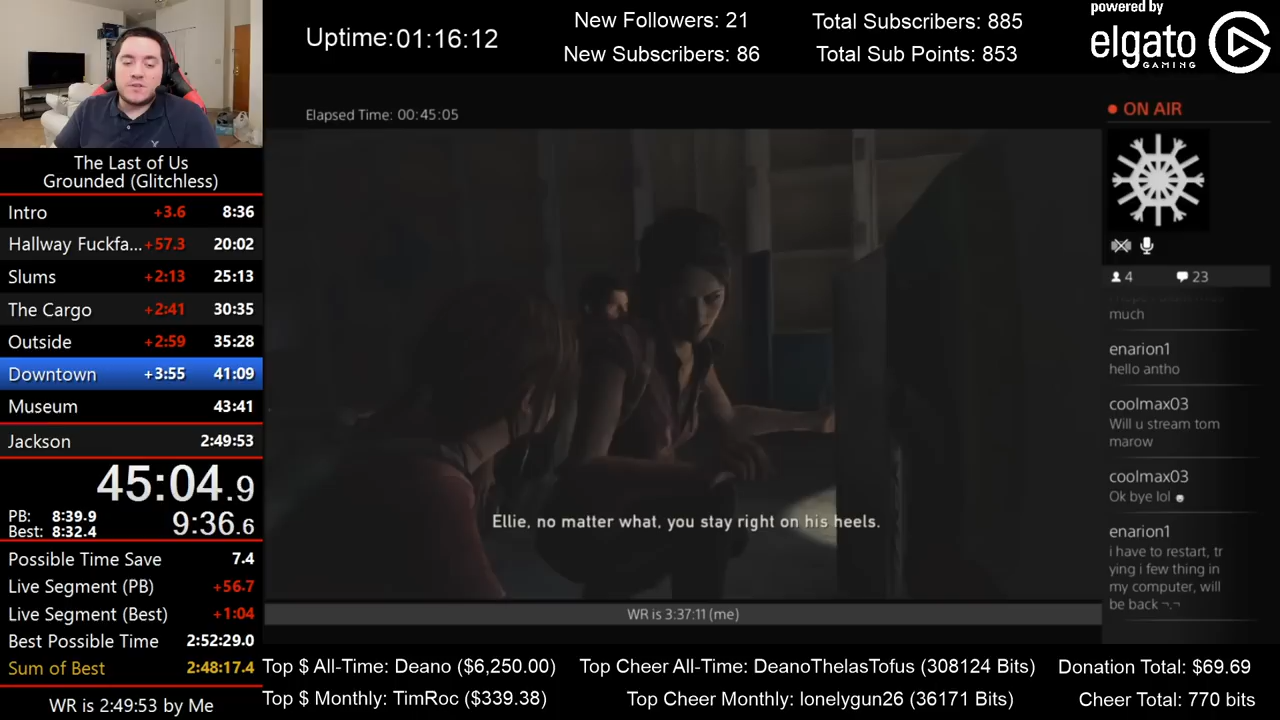 Uptime: 01:16:12
New Followers: 21
New Subscribers: 86
Total Subscribers: 885
Total Sub Points: 853
powered by
elgato
GAMING
The Last of Us
Grounded (Glitchless)
Intro +3.6 8:36
Hallway Fuckfa... +57.3 20:02
Slums +2:13 25:13
The Cargo +2:41 30:35
Outside +2:59 35:28
Downtown +3:55 41:09
Museum 43:41
Jackson 2:49:53
45:04.9
PB: 8:39.9
Best: 8:32.4
9:36.6
Possible Time Save 7.4
Live Segment (PB) +56.7
Live Segment (Best) +1:04
Best Possible Time 2:52:29.0
Sum of Best 2:48:17.4
WR is 2:49:53 by Me
Elapsed Time: 00:45:05
Ellie, no matter what, you stay right on his heels.
WR is 3:37:11 (me)
ON AIR
4 23
much
enarion1
hello antho
coolmax03
Will u stream tom
marow
coolmax03
Ok bye lol
enarion1
i have to restart, tr
ying i few thing in
my computer, will
be back ¬.¬
Top $ All-Time: Deano ($6,250.00)
Top Cheer All-Time: DeanoThelasTofus (308124 Bits)
Donation Total: $69.69
Top $ Monthly: TimRoc ($339.38)
Top Cheer Monthly: lonelygun26 (36171 Bits)
Cheer Total: 770 bits